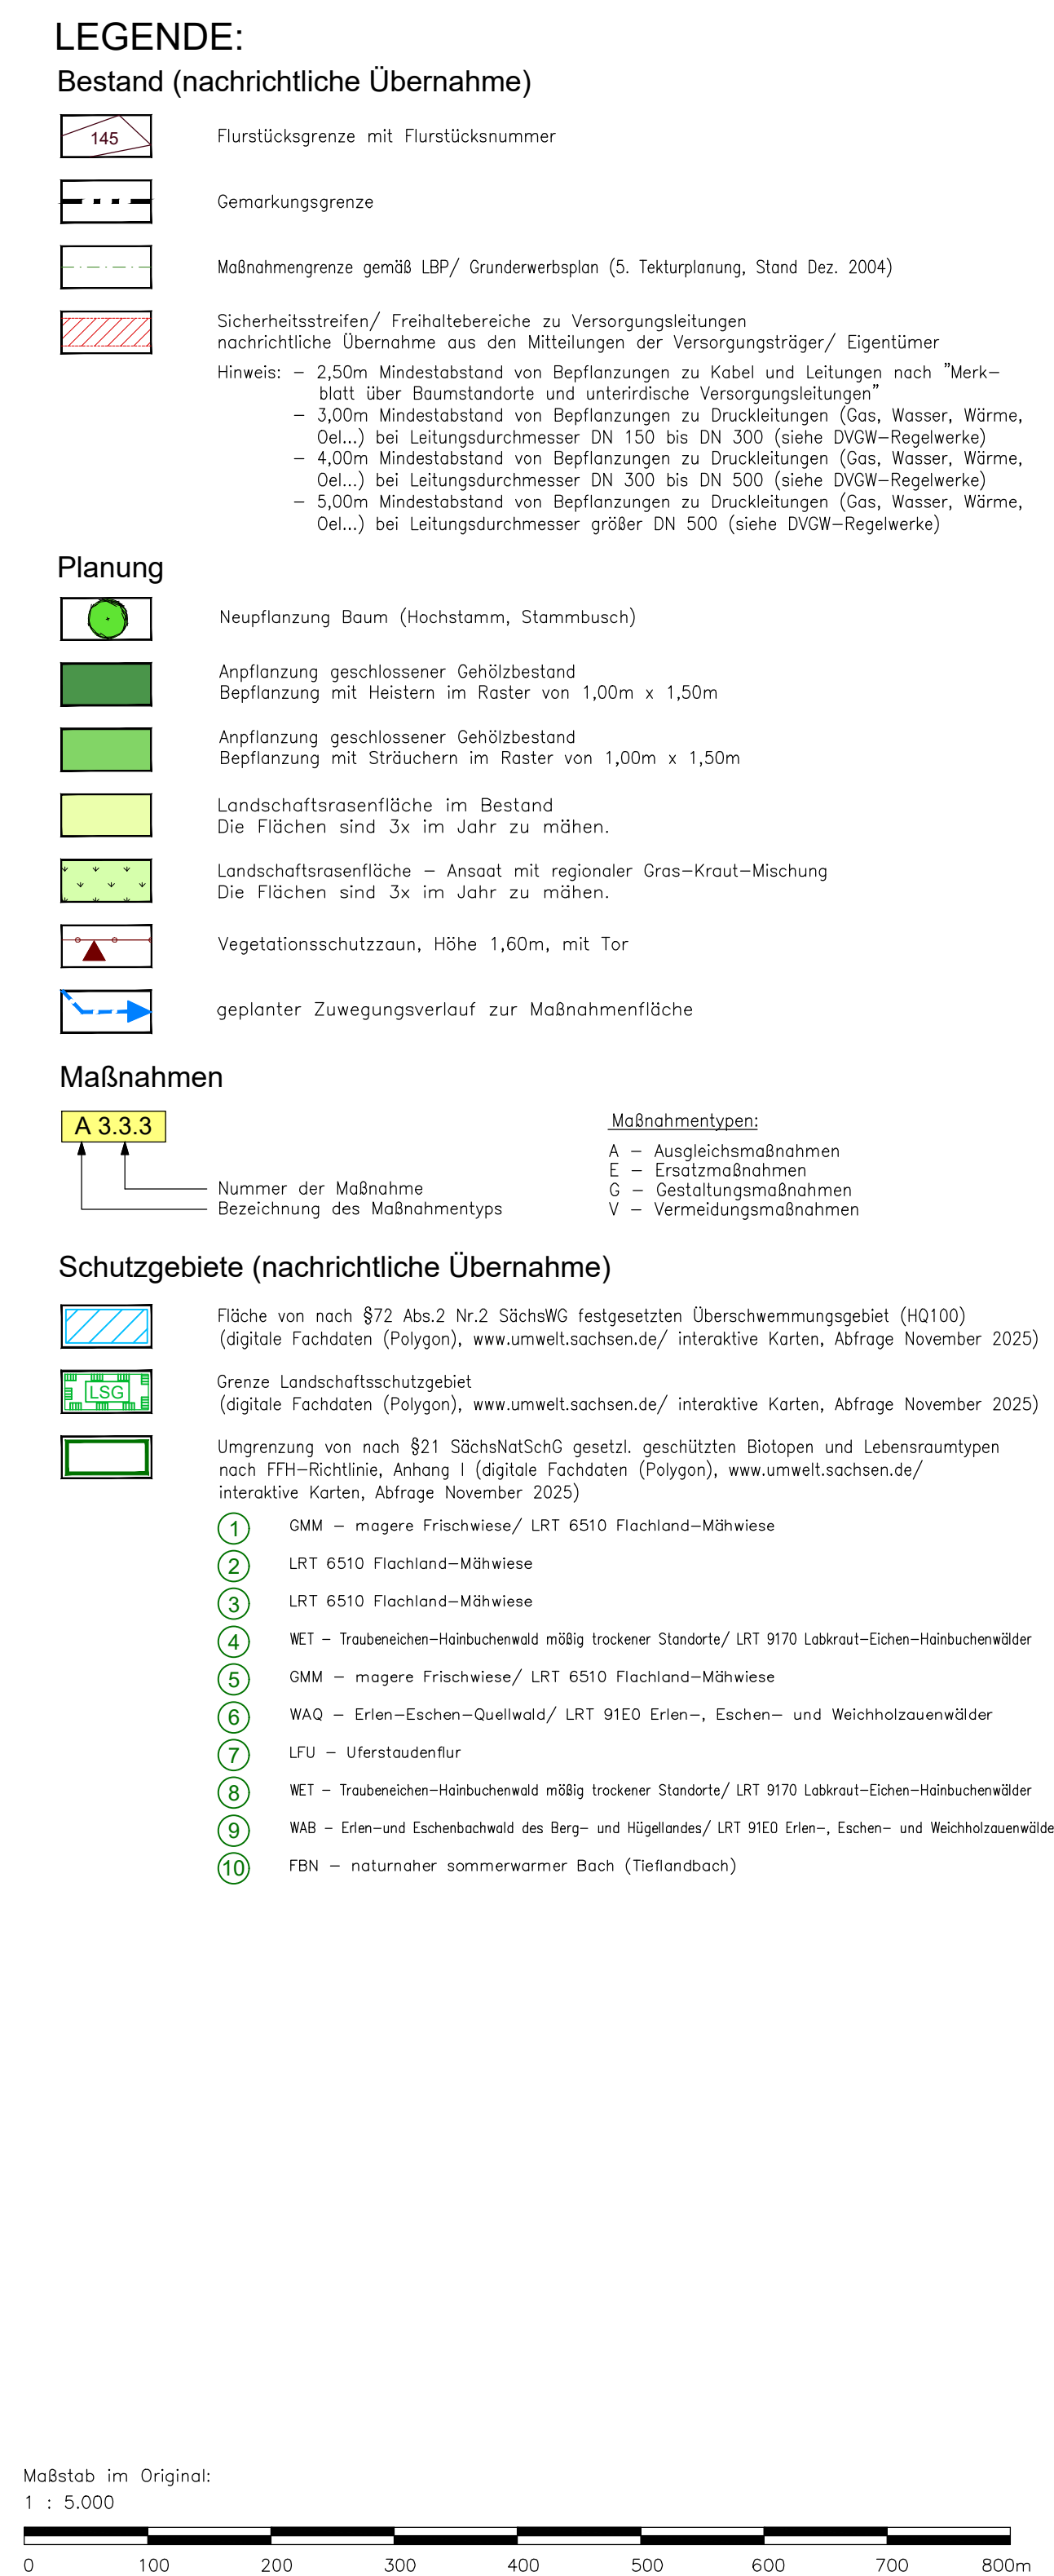 LEGENDE:
Bestand (nachrichtliche Übernahme)
145
Flurstücksgrenze mit Flurstücksnummer
Gemarkungsgrenze
Maßnahmengrenze gemäß LBP/ Grunderwerbsplan (5. Tekturplanung, Stand Dez. 2004)
Sicherheitsstreifen/ Freihaltebereiche zu Versorgungsleitungen
nachrichtliche Übernahme aus den Mitteilungen der Versorgungsträger/ Eigentümer
Hinweis: – 2,50m Mindestabstand von Bepflanzungen zu Kabel und Leitungen nach "Merk–
blatt über Baumstandorte und unterirdische Versorgungsleitungen"
– 3,00m Mindestabstand von Bepflanzungen zu Druckleitungen (Gas, Wasser, Wärme,
Oel...) bei Leitungsdurchmesser DN 150 bis DN 300 (siehe DVGW–Regelwerke)
– 4,00m Mindestabstand von Bepflanzungen zu Druckleitungen (Gas, Wasser, Wärme,
Oel...) bei Leitungsdurchmesser DN 300 bis DN 500 (siehe DVGW–Regelwerke)
– 5,00m Mindestabstand von Bepflanzungen zu Druckleitungen (Gas, Wasser, Wärme,
Oel...) bei Leitungsdurchmesser größer DN 500 (siehe DVGW–Regelwerke)
Planung
Neupflanzung Baum (Hochstamm, Stammbusch)
Anpflanzung geschlossener Gehölzbestand
Bepflanzung mit Heistern im Raster von 1,00m x 1,50m
Anpflanzung geschlossener Gehölzbestand
Bepflanzung mit Sträuchern im Raster von 1,00m x 1,50m
Landschaftsrasenfläche im Bestand
Die Flächen sind 3x im Jahr zu mähen.
Landschaftsrasenfläche – Ansaat mit regionaler Gras–Kraut–Mischung
Die Flächen sind 3x im Jahr zu mähen.
Vegetationsschutzzaun, Höhe 1,60m, mit Tor
geplanter Zuwegungsverlauf zur Maßnahmenfläche
Maßnahmen
A 3.3.3
Nummer der Maßnahme
Bezeichnung des Maßnahmentyps
Maßnahmentypen:
A – Ausgleichsmaßnahmen
E – Ersatzmaßnahmen
G – Gestaltungsmaßnahmen
V – Vermeidungsmaßnahmen
Schutzgebiete (nachrichtliche Übernahme)
Fläche von nach §72 Abs.2 Nr.2 SächsWG festgesetzten Überschwemmungsgebiet (HQ100)
(digitale Fachdaten (Polygon), www.umwelt.sachsen.de/ interaktive Karten, Abfrage November 2025)
LSG
Grenze Landschaftsschutzgebiet
(digitale Fachdaten (Polygon), www.umwelt.sachsen.de/ interaktive Karten, Abfrage November 2025)
Umgrenzung von nach §21 SächsNatSchG gesetzl. geschützten Biotopen und Lebensraumtypen
nach FFH–Richtlinie, Anhang I (digitale Fachdaten (Polygon), www.umwelt.sachsen.de/
interaktive Karten, Abfrage November 2025)
1 GMM – magere Frischwiese/ LRT 6510 Flachland–Mähwiese
2 LRT 6510 Flachland–Mähwiese
3 LRT 6510 Flachland–Mähwiese
4 WET – Traubeneichen–Hainbuchenwald mößig trockener Standorte/ LRT 9170 Labkraut–Eichen–Hainbuchenwälder
5 GMM – magere Frischwiese/ LRT 6510 Flachland–Mähwiese
6 WAQ – Erlen–Eschen–Quellwald/ LRT 91E0 Erlen–, Eschen– und Weichholzauenwälder
7 LFU – Uferstaudenflur
8 WET – Traubeneichen–Hainbuchenwald mößig trockener Standorte/ LRT 9170 Labkraut–Eichen–Hainbuchenwälder
9 WAB – Erlen–und Eschenbachwald des Berg– und Hügellandes/ LRT 91E0 Erlen–, Eschen– und Weichholzauenwälde
10 FBN – naturnaher sommerwarmer Bach (Tieflandbach)
Maßstab im Original:
1 : 5.000
0 100 200 300 400 500 600 700 800m